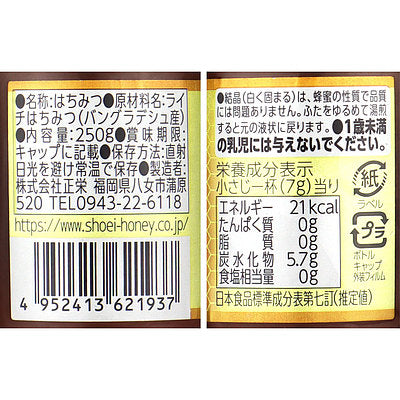 ●名称:はちみつ●原材料名:ライ
チはちみつ(バングラデシュ産)
●内容量:250g●賞味期限:
キャップに記載●保存方法:直射
日光を避け常温で保存●製造者:
株式会社正栄 福岡県八女市蒲原
520 TEL0943-22-6118
https://www.shoei-honey.co.jp/
4 952413 621937
●結晶(白く固まる)は、蜂蜜の性質で品質
には問題ありません。ふたをゆるめて湯煎
すると元の液状に戻ります。●1歳未満
の乳児には与えないでください。
栄養成分表示
小さじ一杯(7g)当り
エネルギー 21kcal
たんぱく質 0g
脂質 0g
炭水化物 5.7g
食塩相当量 0g
日本食品標準成分表第七訂(推定値)
紙
ラベル
プラ
ボトル
キャップ
外装フィルム